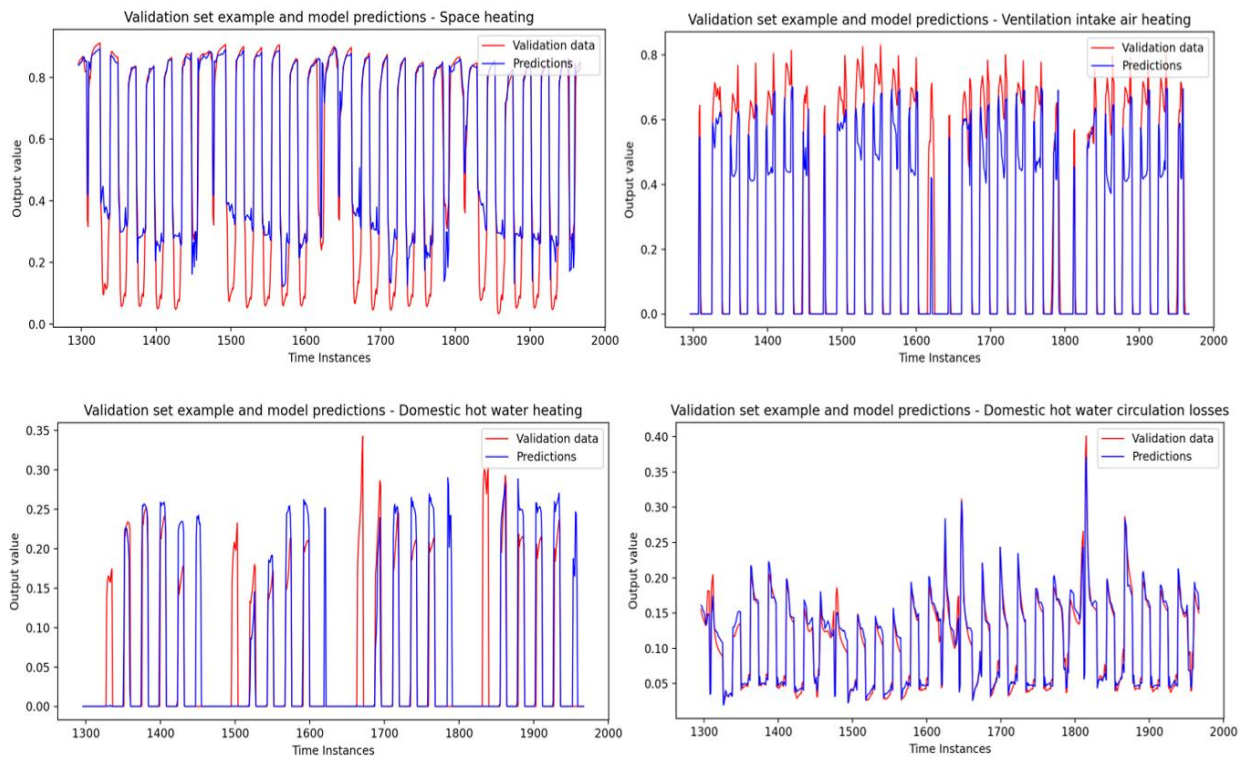 Validation set example and model predictions - Space heating
Validation data
Predictions
Output value
0.8
0.6
0.4
0.2
0.0
1300 1400 1500 1600 1700 1800 1900 2000
Time Instances
Validation set example and model predictions - Ventilation intake air heating
Validation data
Predictions
Output value
0.8
0.6
0.4
0.2
0.0
1300 1400 1500 1600 1700 1800 1900 2000
Time Instances
Validation set example and model predictions - Domestic hot water heating
Validation data
Predictions
Output value
0.35
0.30
0.25
0.20
0.15
0.10
0.05
0.00
1300 1400 1500 1600 1700 1800 1900 2000
Time Instances
Validation set example and model predictions - Domestic hot water circulation losses
Validation data
Predictions
Output value
0.40
0.35
0.30
0.25
0.20
0.15
0.10
0.05
1300 1400 1500 1600 1700 1800 1900 2000
Time Instances